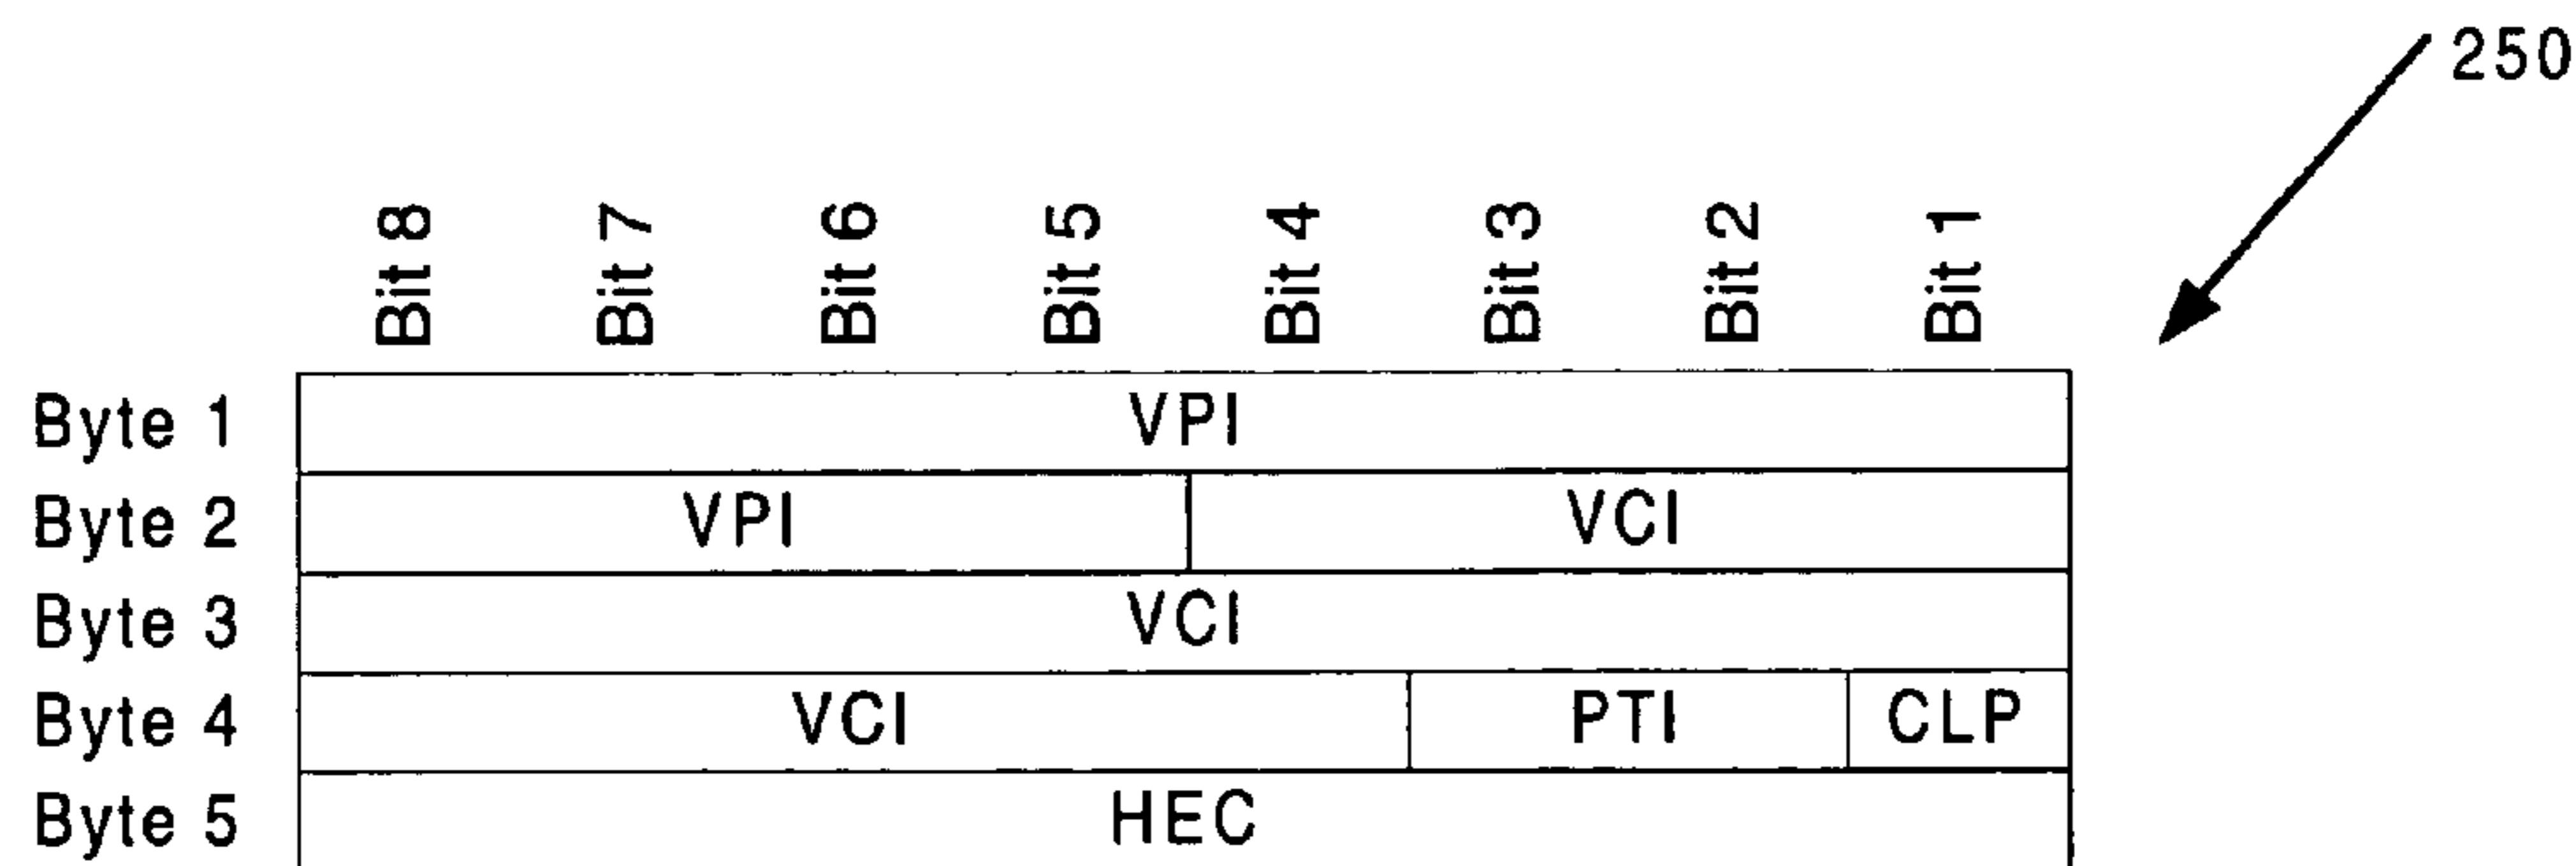 250
Bit 8 Bit 7 Bit 6 Bit 5 Bit 4 Bit 3 Bit 2 Bit 1
Byte 1 VPI
Byte 2 VPI VCI
Byte 3 VCI
Byte 4 VCI PTI CLP
Byte 5 HEC